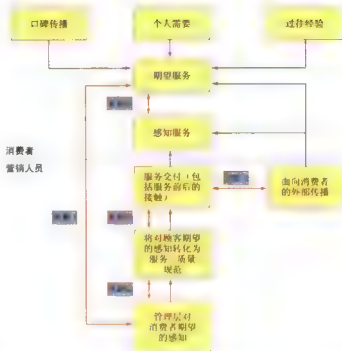 口碑传播
个人需要
过往经验
期望服务
感知服务
消费者
营销人员
服务交付（包
括服务前后的
接触）
面向消费者
的外部传播
将对顾客期望
的感知转化为
服务—质量
规范
管理层对
消费者期望
的感知